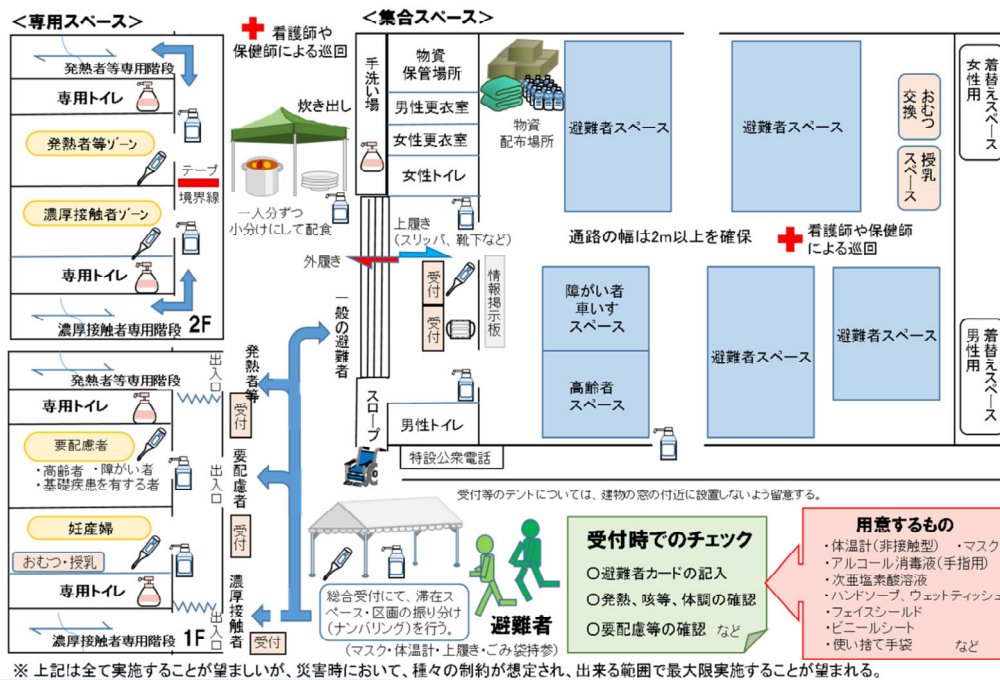 <専用スペース>
発熱者等専用階段
専用トイレ
発熱者等ゾーン
テープ
境界線
濃厚接触者ゾーン
専用トイレ
濃厚接触者専用階段
2F
発熱者等専用階段
専用トイレ
要配慮者
・高齢者 ・障がい者
・基礎疾患を有する者
妊産婦
おむつ・授乳
専用トイレ
濃厚接触者専用階段
1F
出入口
出入口
出入口
発熱者等
受付
要配慮者
受付
濃厚接触者
受付
看護師や
保健師による巡回
炊き出し
一人分ずつ
小分けにして配食
一般の避難者
<集合スペース>
手洗い場
物資
保管場所
男性更衣室
女性更衣室
女性トイレ
物資
配布場所
上履き
(スリッパ、靴下など)
外履き
受付
受付
情報掲示板
スロープ
男性トイレ
特設公衆電話
避難者スペース
避難者スペース
おむつ
交換
授乳
スペース
着替えスペース
女性用
通路の幅は2m以上を確保
看護師や保健師
による巡回
障がい者
車いす
スペース
高齢者
スペース
避難者スペース
避難者スペース
着替えスペース
男性用
受付等のテントについては、建物の窓の付近に設置しないよう留意する。
総合受付にて、滞在
スペース・区画の振り分け
(ナンバリング)を行う。
避難者
(マスク・体温計・上履き・ごみ袋持参)
受付時でのチェック
○避難者カードの記入
○発熱、咳等、体調の確認
○要配慮等の確認 など
用意するもの
・体温計(非接触型) ・マスク
・アルコール消毒液(手指用)
・次亜塩素酸溶液
・ハンドソープ、ウェットティッシュ
・フェイスシールド
・ビニールシート
・使い捨て手袋 など
※ 上記は全て実施することが望ましいが、災害時において、種々の制約が想定され、出来る範囲で最大限実施することが望まれる。